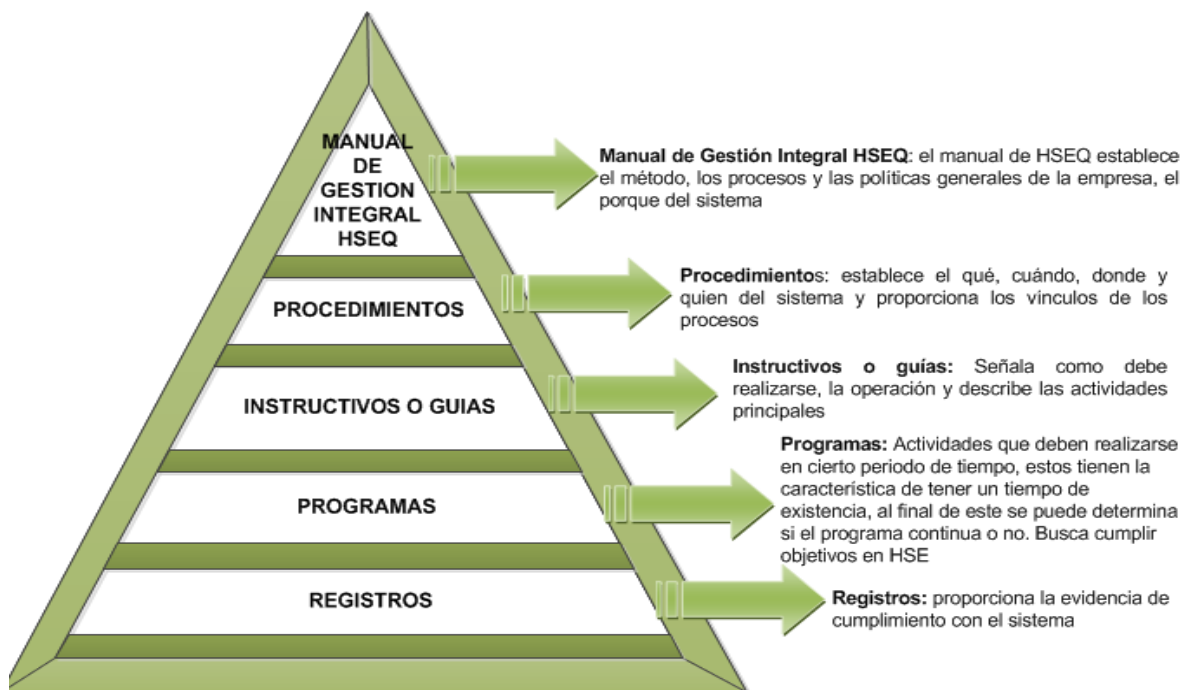 MANUAL
DE
GESTION
INTEGRAL
HSEQ
Manual de Gestión Integral HSEQ: el manual de HSEQ establece
el método, los procesos y las políticas generales de la empresa, el
porque del sistema
PROCEDIMIENTOS
Procedimientos: establece el qué, cuándo, donde y
quien del sistema y proporciona los vinculos de los
procesos
INSTRUCTIVOS O GUIAS
Instructivos o guías: Señala como debe
realizarse, la operación y describe las actividades
principales
PROGRAMAS
Programas: Actividades que deben realizarse
en cierto periodo de tiempo, estos tienen la
característica de tener un tiempo de
existencia, al final de este se puede determina
si el programa continua o no. Busca cumplir
objetivos en HSE
REGISTROS
Registros: proporciona la evidencia de
cumplimiento con el sistema